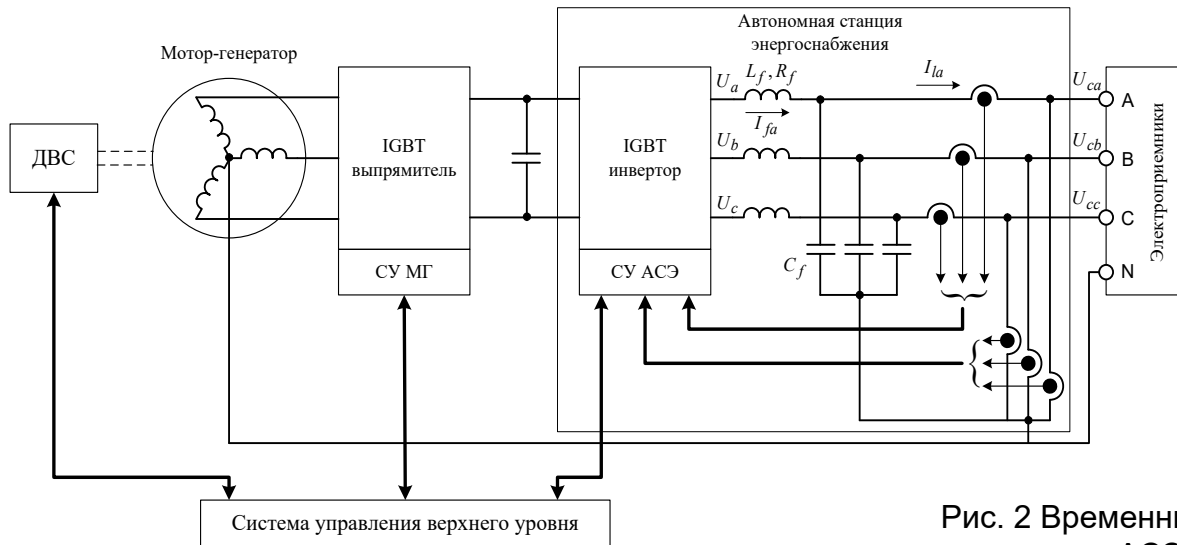 Автономная станция
энергоснабжения
Мотор-генератор
ДВС
IGBT
выпрямитель
СУ МГ
IGBT
инвертор
СУ АСЭ
U_a
L_f, R_f
I_fa
I_la
U_b
U_c
C_f
U_ca
U_cb
U_cc
A
B
C
N
Электроприемники
Система управления верхнего уровня
Рис. 2